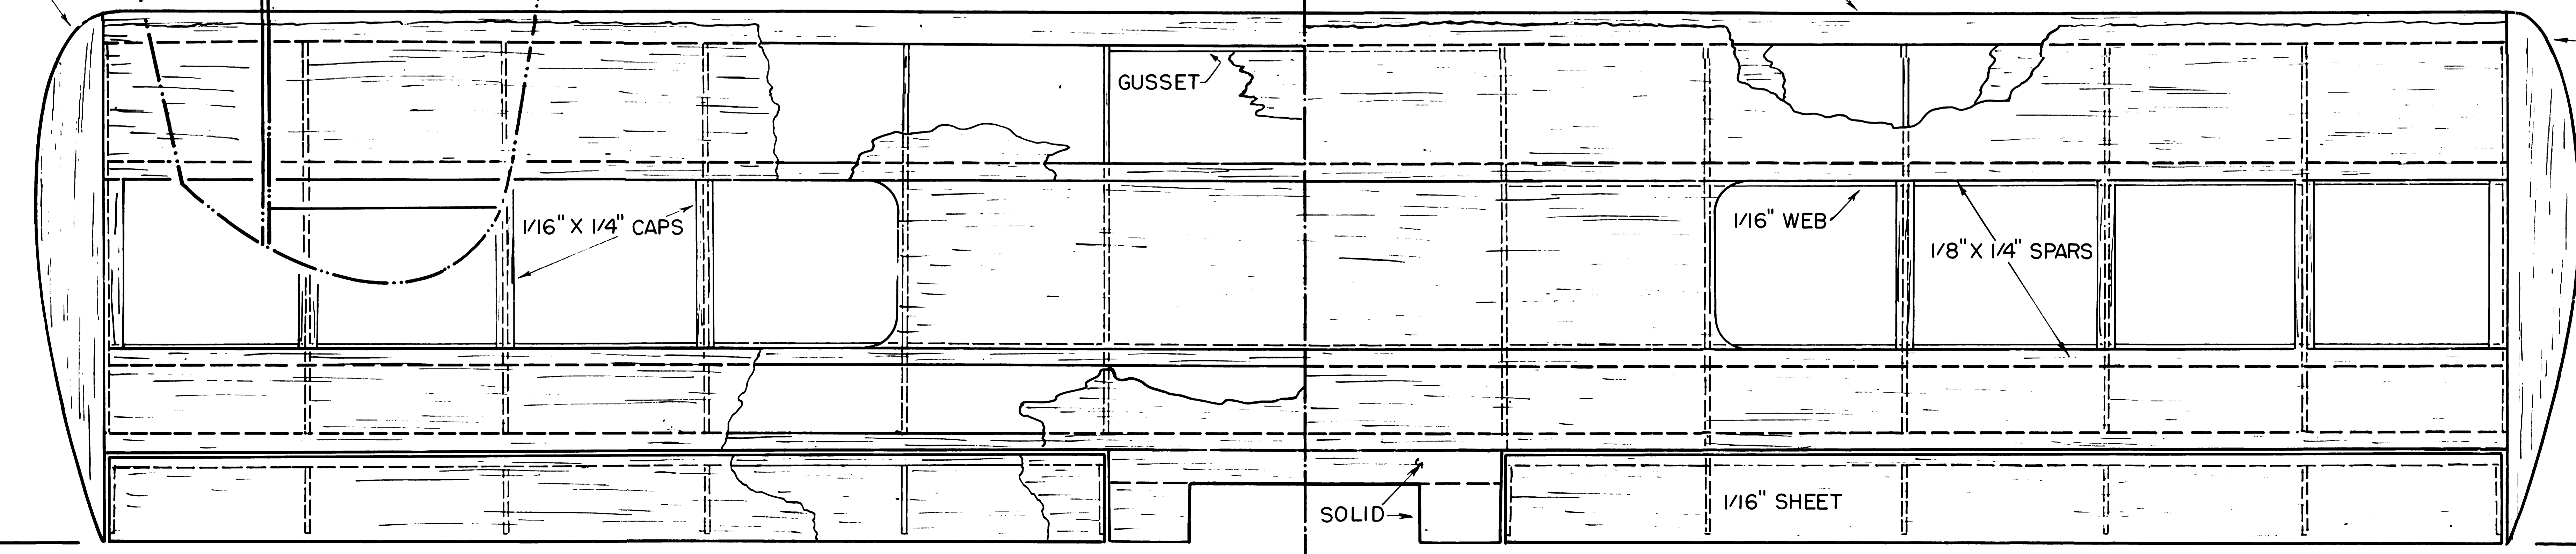 GUSSET
1/16" X 1/4" CAPS
1/16" WEB
1/8" X 1/4" SPARS
1/16" SHEET
SOLID